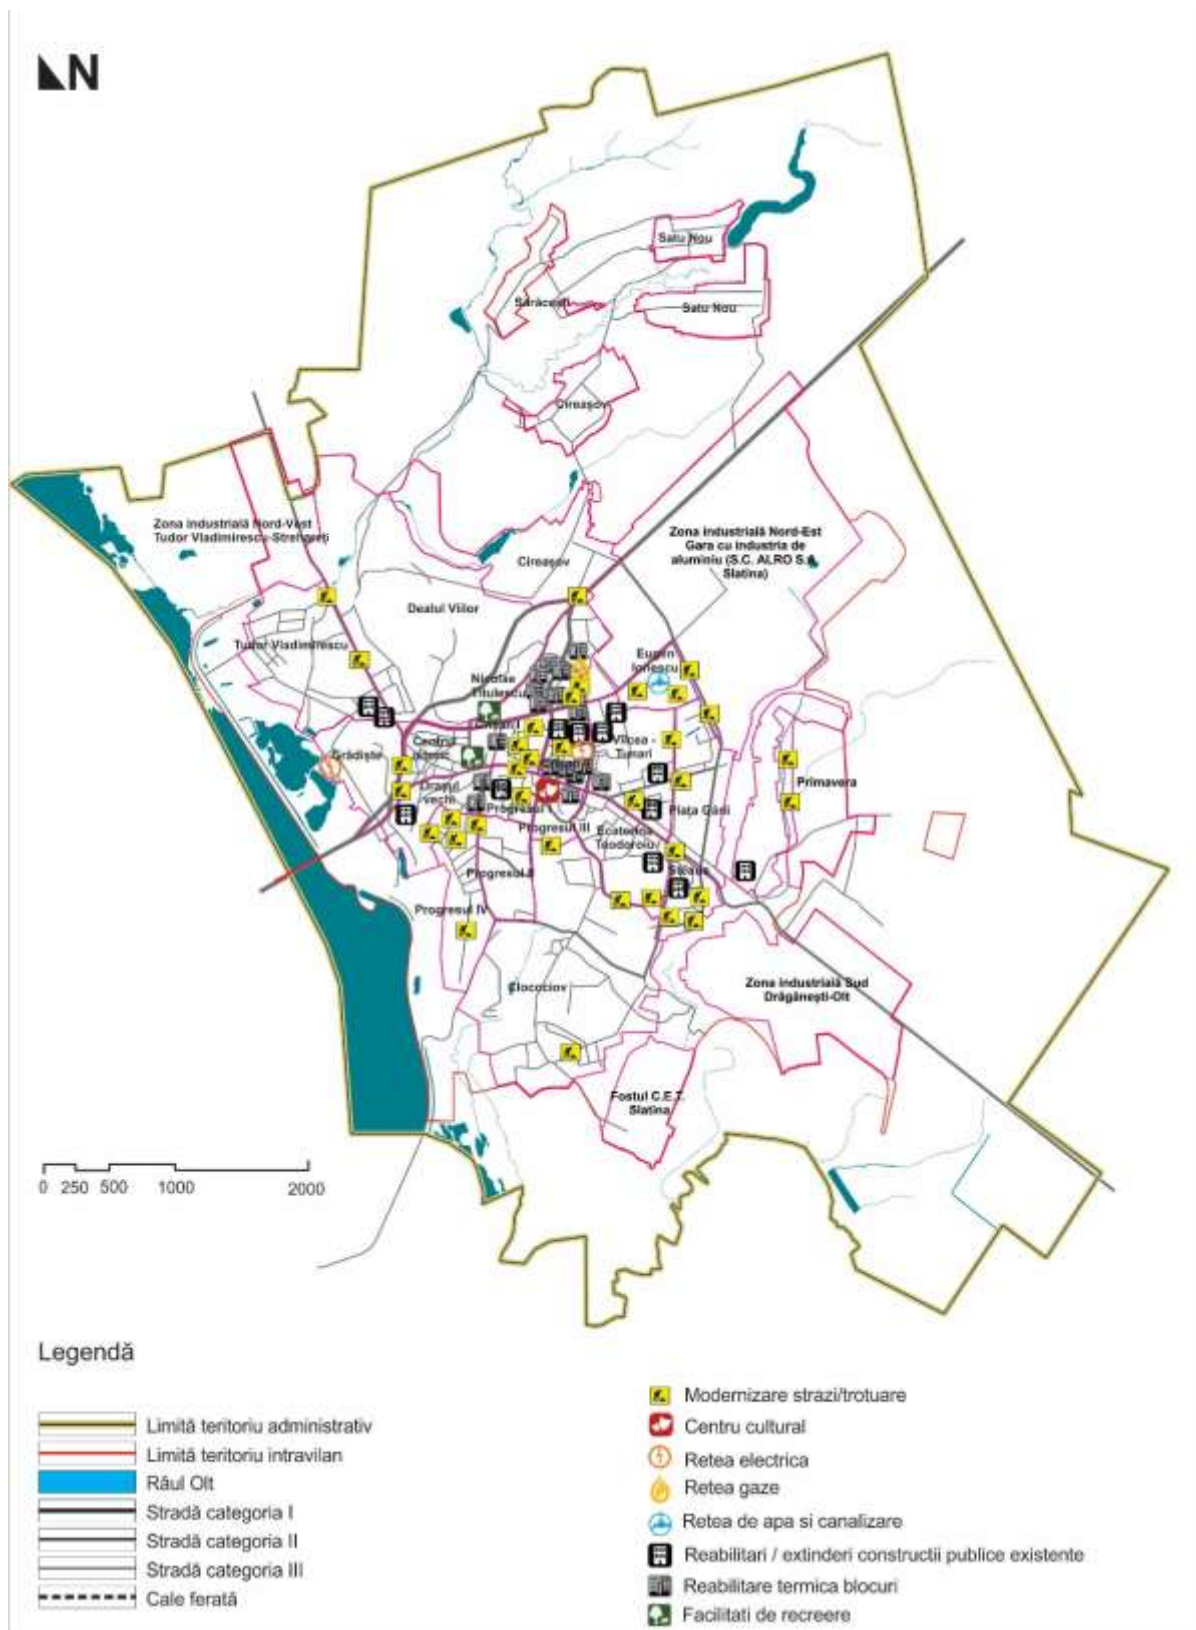 N
Satu Nou
Sărăcești
Satu Nou
Cireașov
Zona industrială Nord-Vest
Tudor Vladimirescu-Strehareți
Zona industrială Nord-Est
Gara cu industria de
aluminiu (S.C. ALRO S.A.
Slatina)
Cireașov
Dealul Viilor
Tudor Vladimirescu
Eugen
Ionescu
Nicolae
Titulescu
Vîlcea -
Tunari
Grădiște
Centrul
Primavera
Orașul
vechi
Progresul I
Piața Gării
Progresul III
Ecaterina
Teodoroiu
Steaua
Progresul II
Progresul IV
Clocociov
Zona industrială Sud
Drăgănești-Olt
Fostul C.E.T.
Slatina
0 250 500 1000 2000
Legendă
Limită teritoriu administrativ
Limită teritoriu intravilan
Râul Olt
Stradă categoria I
Stradă categoria II
Stradă categoria III
Cale ferată
Modernizare strazi/trotuare
Centru cultural
Retea electrica
Retea gaze
Retea de apa si canalizare
Reabilitari / extinderi constructii publice existente
Reabilitare termica blocuri
Facilitati de recreere